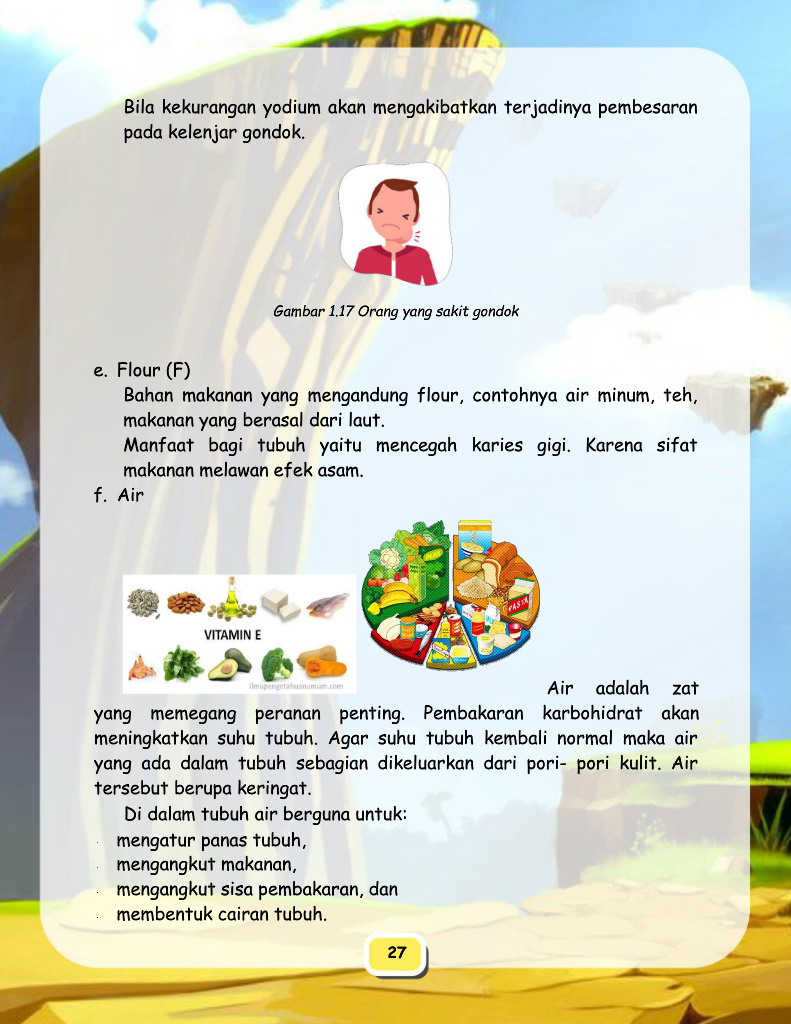 Bila kekurangan yodium akan mengakibatkan terjadinya pembesaran
pada kelenjar gondok.
Gambar 1.17 Orang yang sakit gondok
e. Flour (F)
Bahan makanan yang mengandung flour, contohnya air minum, teh,
makanan yang berasal dari laut.
Manfaat bagi tubuh yaitu mencegah karies gigi. Karena sifat
makanan melawan efek asam.
f. Air
VITAMIN E
ilmupengetahuanumum.com
PASTA
Air adalah zat
yang memegang peranan penting. Pembakaran karbohidrat akan
meningkatkan suhu tubuh. Agar suhu tubuh kembali normal maka air
yang ada dalam tubuh sebagian dikeluarkan dari pori- pori kulit. Air
tersebut berupa keringat.
Di dalam tubuh air berguna untuk:
· mengatur panas tubuh,
· mengangkut makanan,
· mengangkut sisa pembakaran, dan
· membentuk cairan tubuh.
27